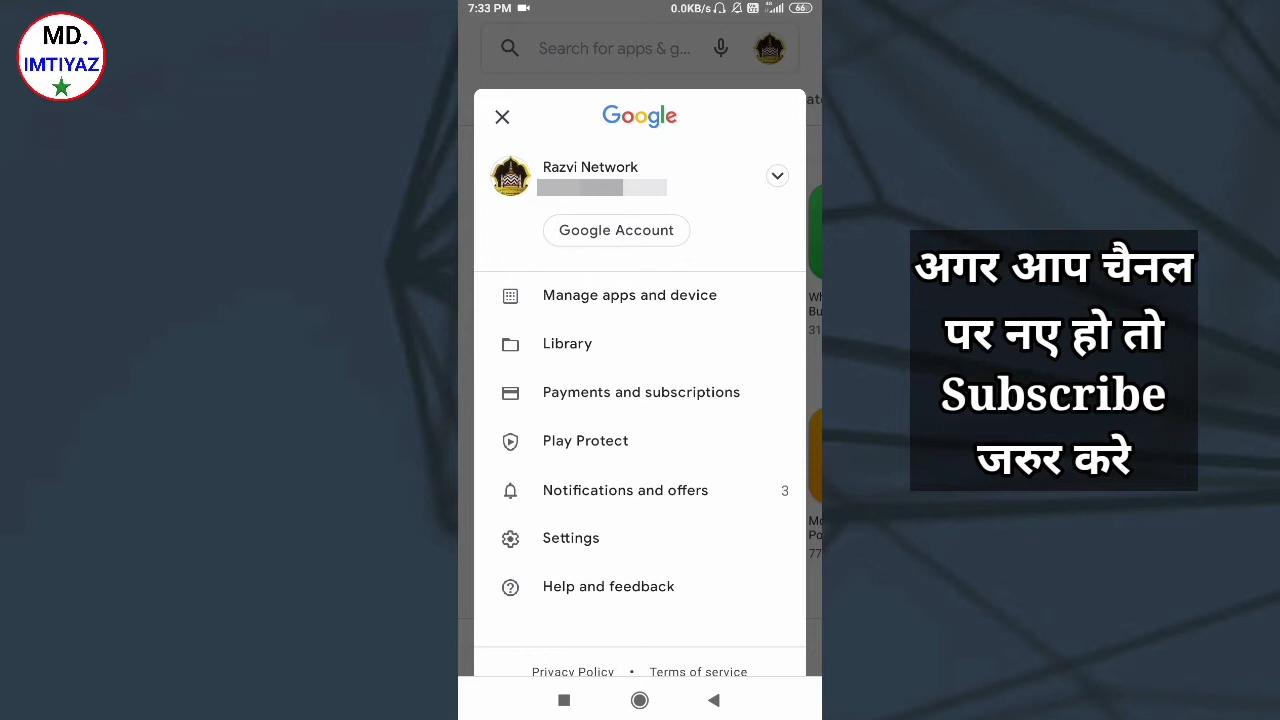 MD.
IMTIYAZ
7:33 PM
0.0KB/s
4G
66
Search for apps & g...
Google
Razvi Network
Google Account
Manage apps and device
Library
Payments and subscriptions
Play Protect
Notifications and offers 3
Settings
Help and feedback
Privacy Policy • Terms of service
अगर आप चैनल
पर नए हो तो
Subscribe
जरुर करे